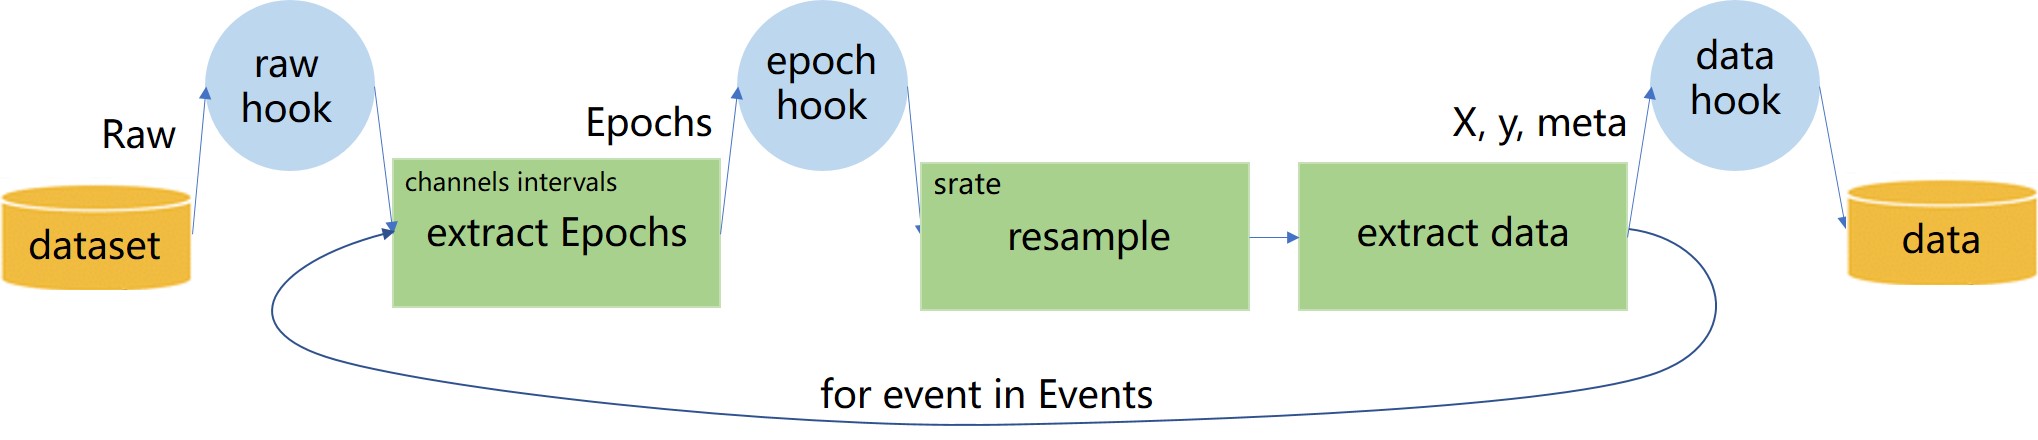 raw
hook
epoch
hook
data
hook
Raw
Epochs
X, y, meta
channels intervals
srate
dataset
extract Epochs
resample
extract data
data
for event in Events